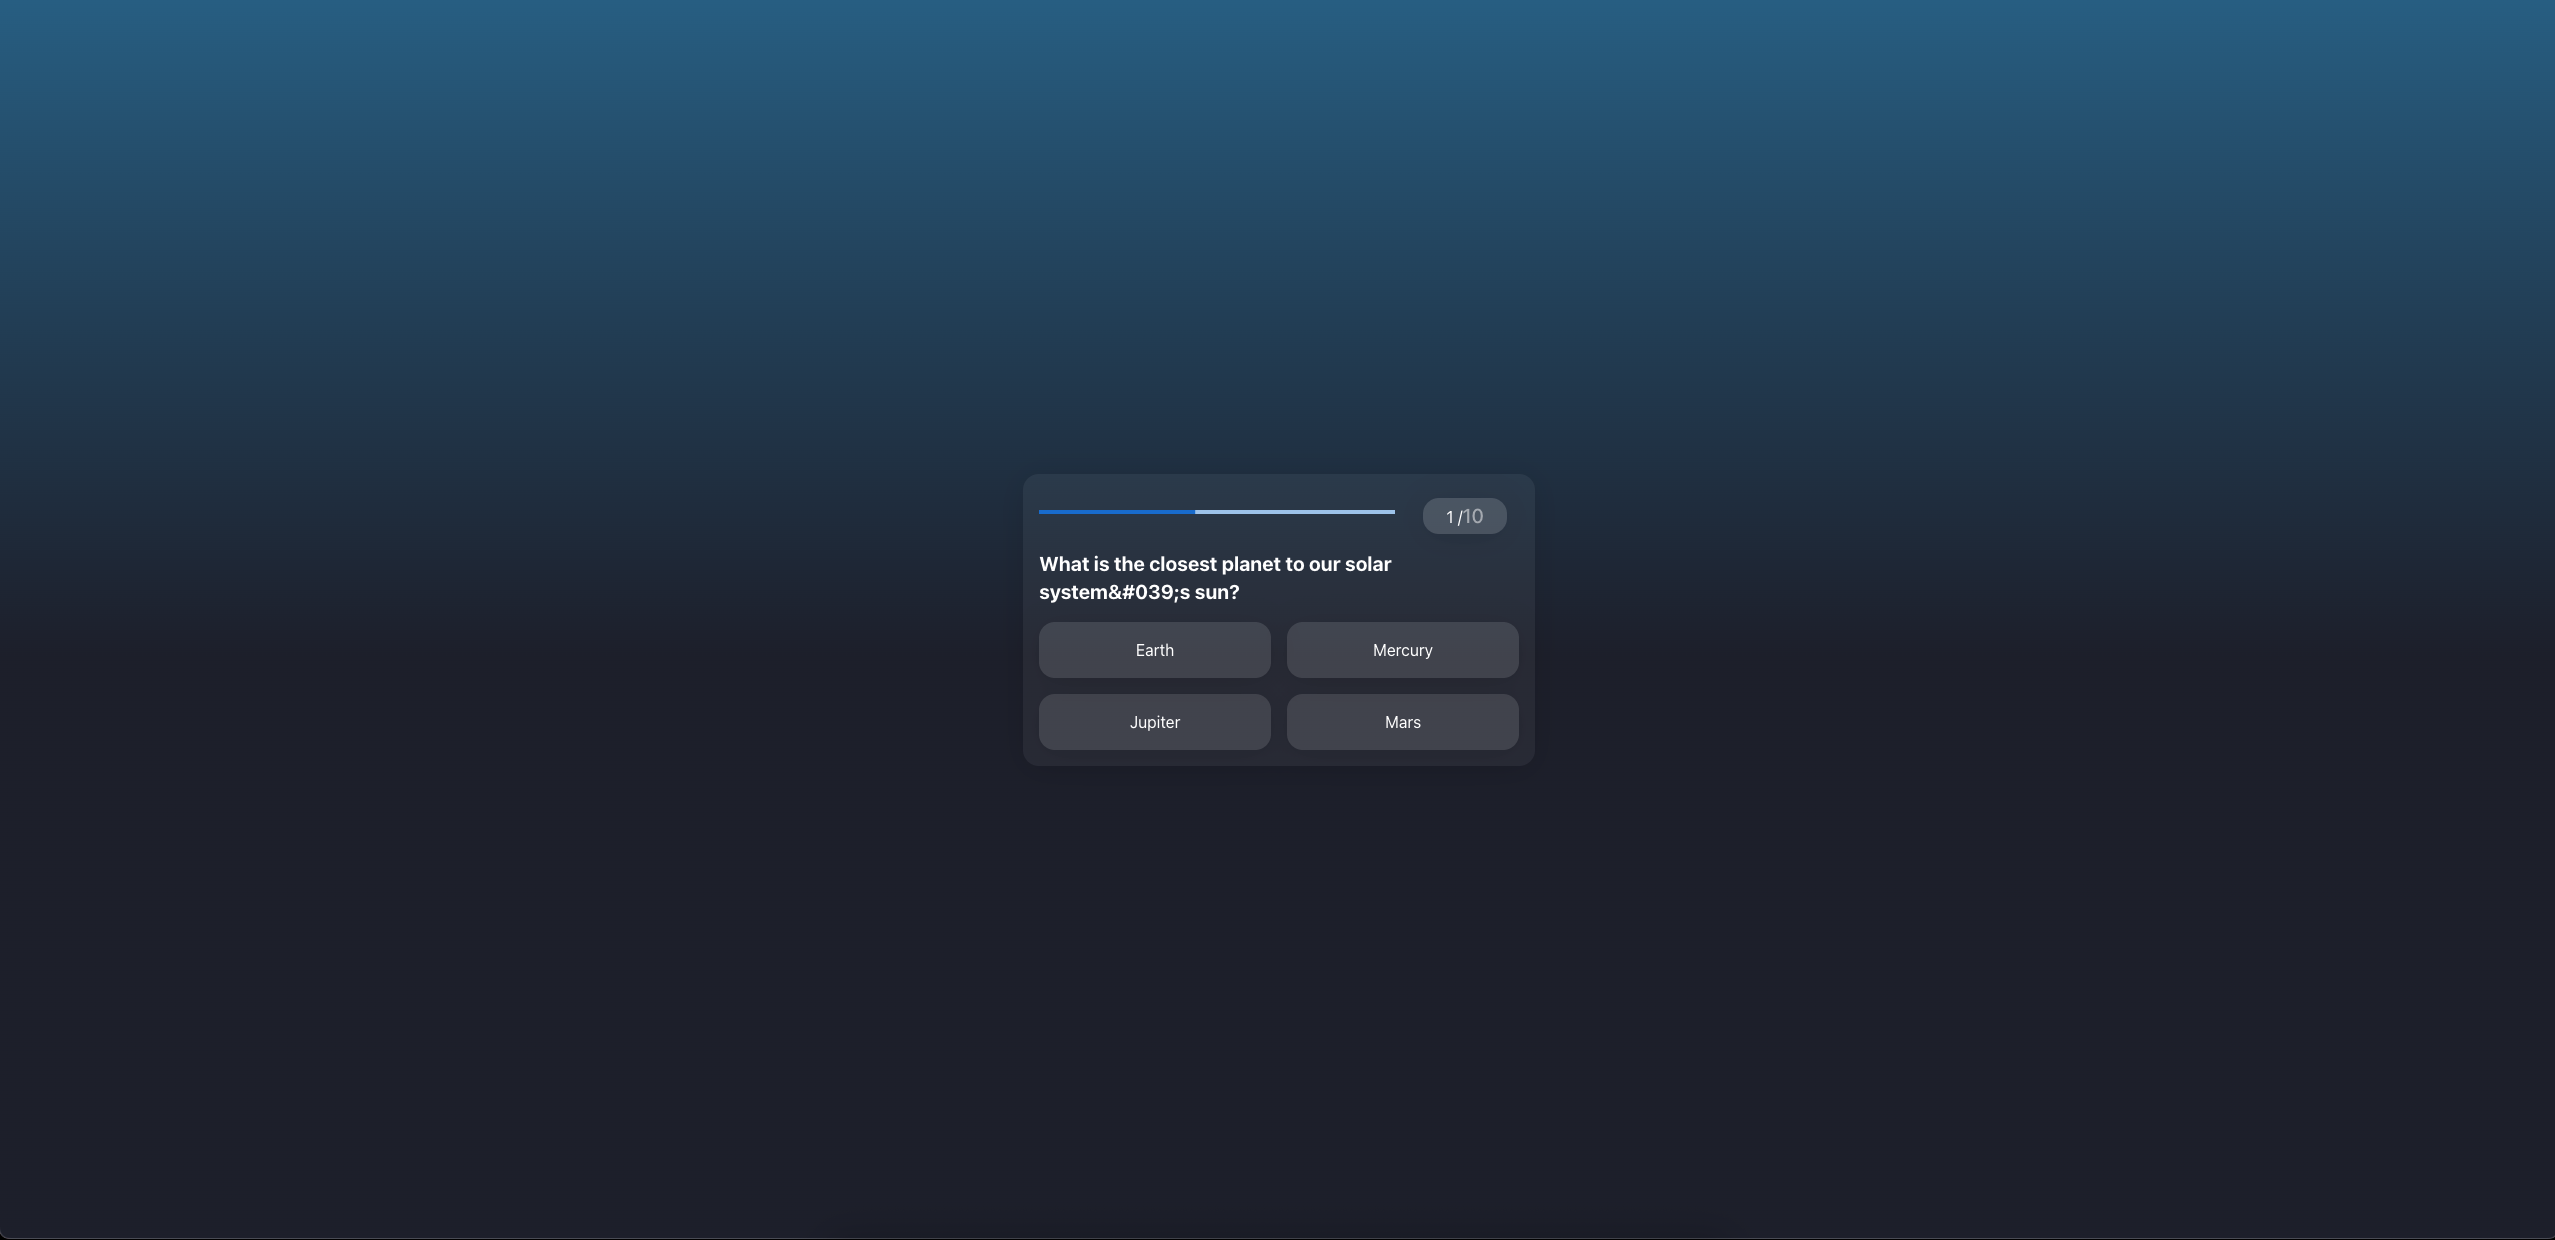 1 /10
What is the closest planet to our solar
system&#039;s sun?
Earth
Mercury
Jupiter
Mars